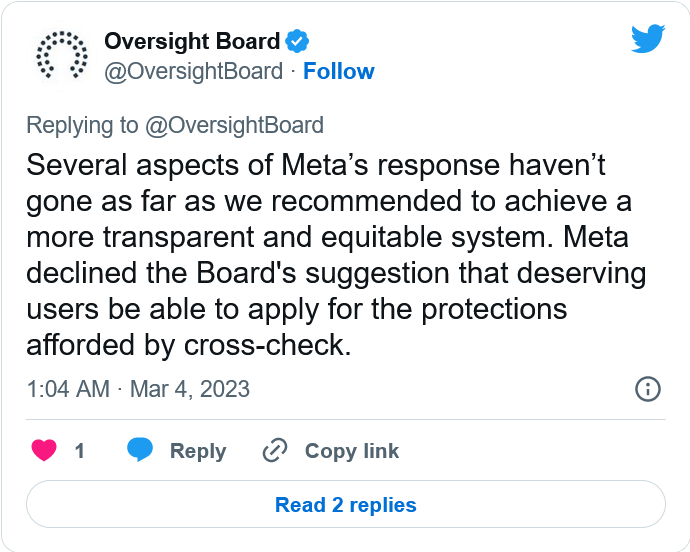 Oversight Board
@OversightBoard · Follow
Replying to @OversightBoard
Several aspects of Meta’s response haven’t
gone as far as we recommended to achieve a
more transparent and equitable system. Meta
declined the Board's suggestion that deserving
users be able to apply for the protections
afforded by cross-check.
1:04 AM · Mar 4, 2023
1 Reply Copy link
Read 2 replies